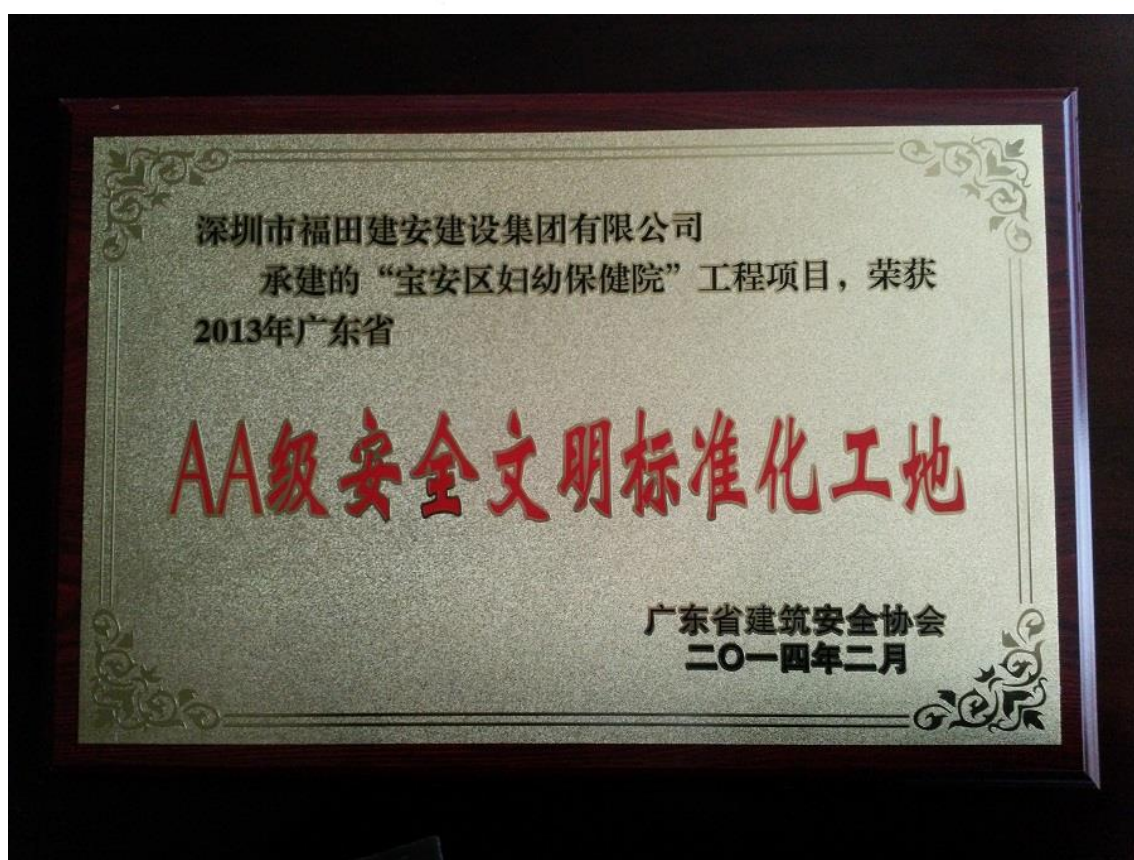 深圳市福田建安建设集团有限公司
承建的“宝安区妇幼保健院”工程项目，荣获
2013年广东省
AA级安全文明标准化工地
广东省建筑安全协会
二〇一四年二月